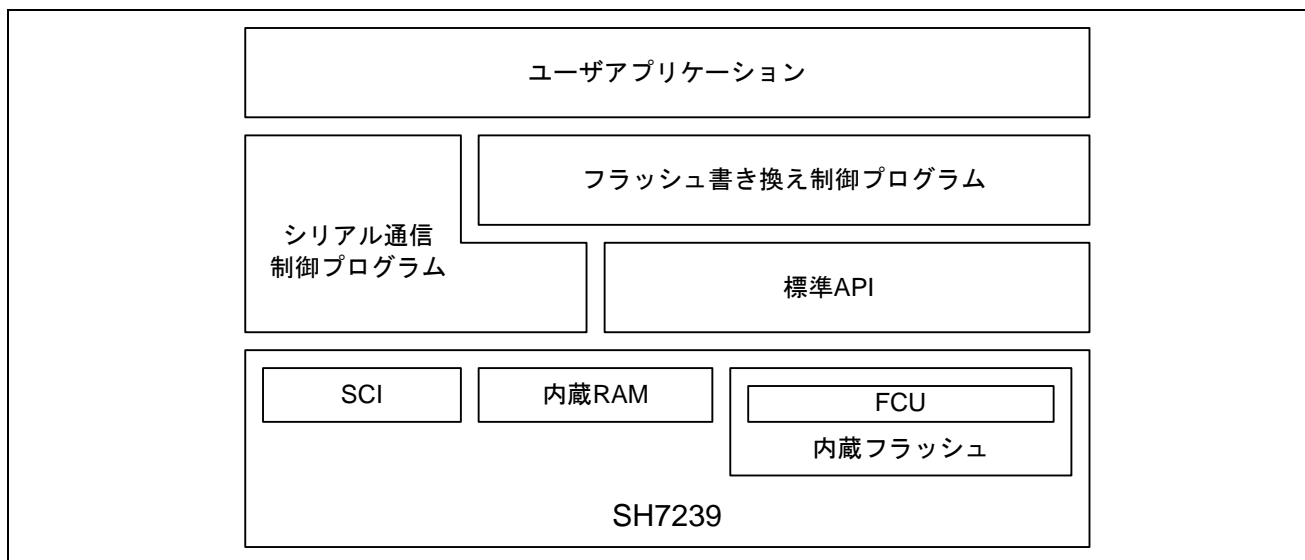 ユーザアプリケーション
フラッシュ書き換え制御プログラム
シリアル通信
制御プログラム
標準API
SCI
内蔵RAM
FCU
内蔵フラッシュ
SH7239